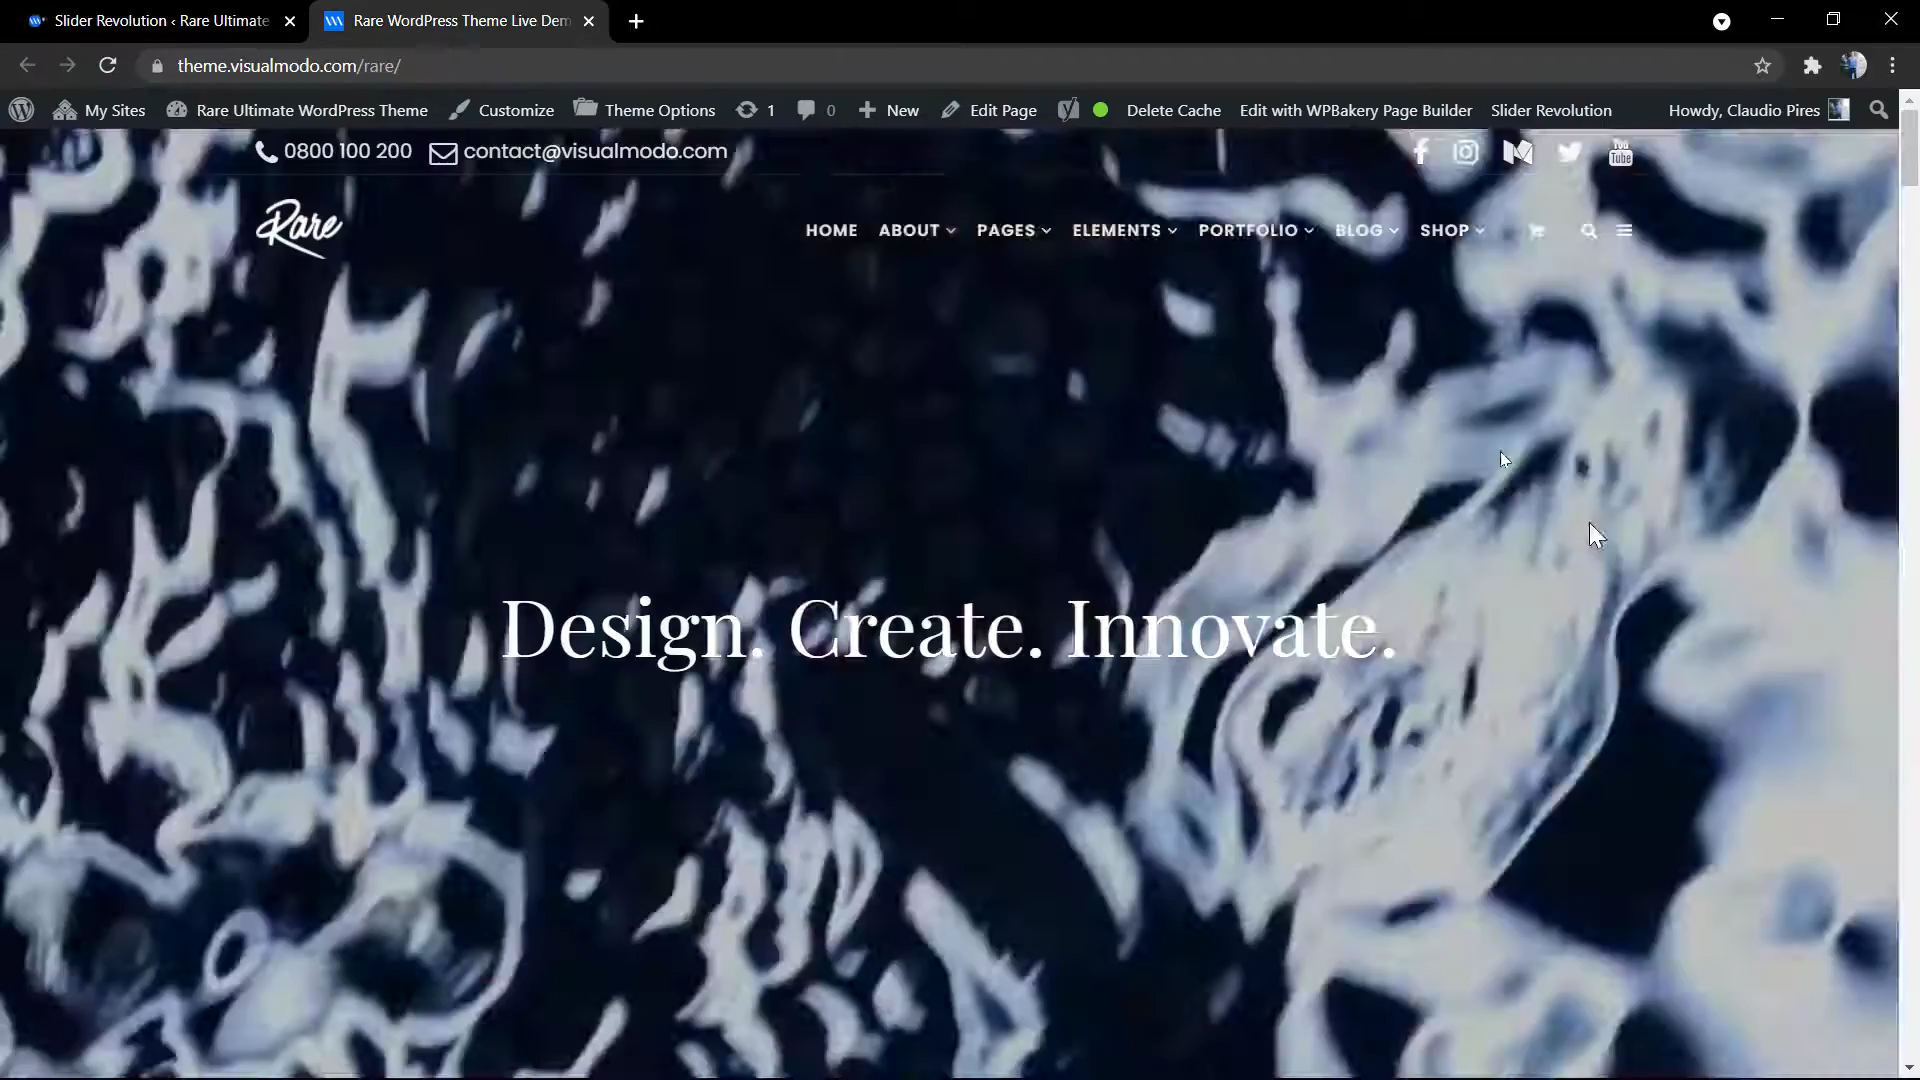 Slider Revolution ‹ Rare Ultimate
Rare WordPress Theme Live Dem
theme.visualmodo.com/rare/
My Sites Rare Ultimate WordPress Theme Customize Theme Options 1 0 New Edit Page Delete Cache Edit with WPBakery Page Builder Slider Revolution Howdy, Claudio Pires
0800 100 200 contact@visualmodo.com You Tube
Rare
HOME ABOUT PAGES ELEMENTS PORTFOLIO BLOG SHOP
Design. Create. Innovate.